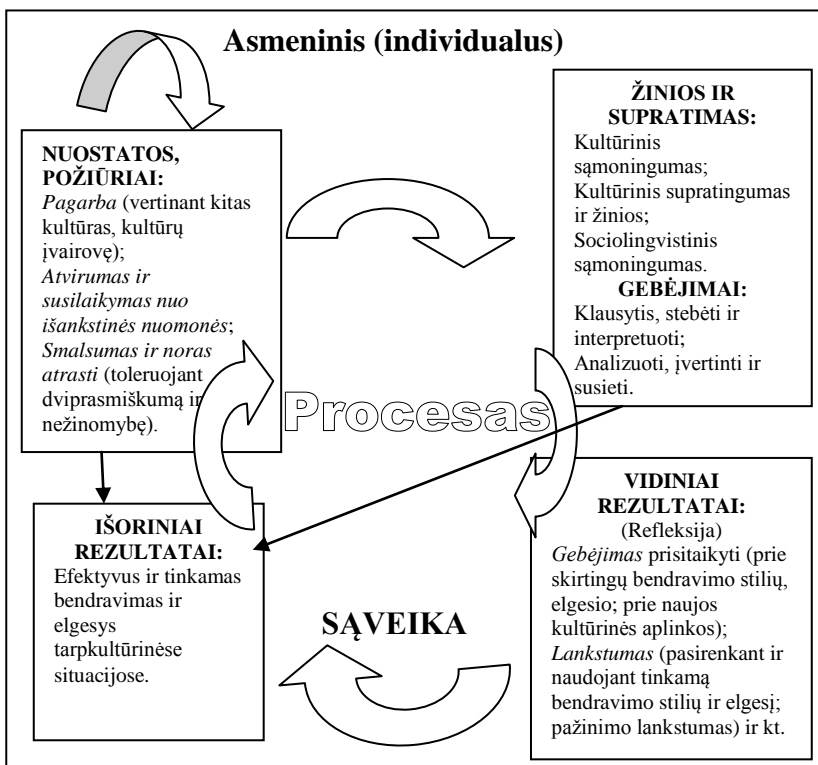 Asmeninis (individualus)
NUOSTATOS,
POŽIŪRIAI:
Pagarba (vertinant kitas
kultūras, kultūrų
įvairovę);
Atvirumas ir
susilaikymas nuo
išankstinės nuomonės;
Smalsumas ir noras
atrasti (toleruojant
dviprasmiškumą ir
nežinomybę).
ŽINIOS IR
SUPRATIMAS:
Kultūrinis
sąmoningumas;
Kultūrinis supratingumas
ir žinios;
Sociolingvistinis
sąmoningumas.
GEBĖJIMAI:
Klausytis, stebėti ir
interpretuoti;
Analizuoti, įvertinti ir
susieti.
Procesas
IŠORINIAI
REZULTATAI:
Efektyvus ir tinkamas
bendravimas ir
elgesys
tarpkultūrinėse
situacijose.
SĄVEIKA
VIDINIAI
REZULTATAI:
(Refleksija)
Gebėjimas prisitaikyti (prie
skirtingų bendravimo stilių,
elgesio; prie naujos
kultūrinės aplinkos);
Lankstumas (pasirenkant ir
naudojant tinkamą
bendravimo stilių ir elgesį;
pažinimo lankstumas) ir kt.